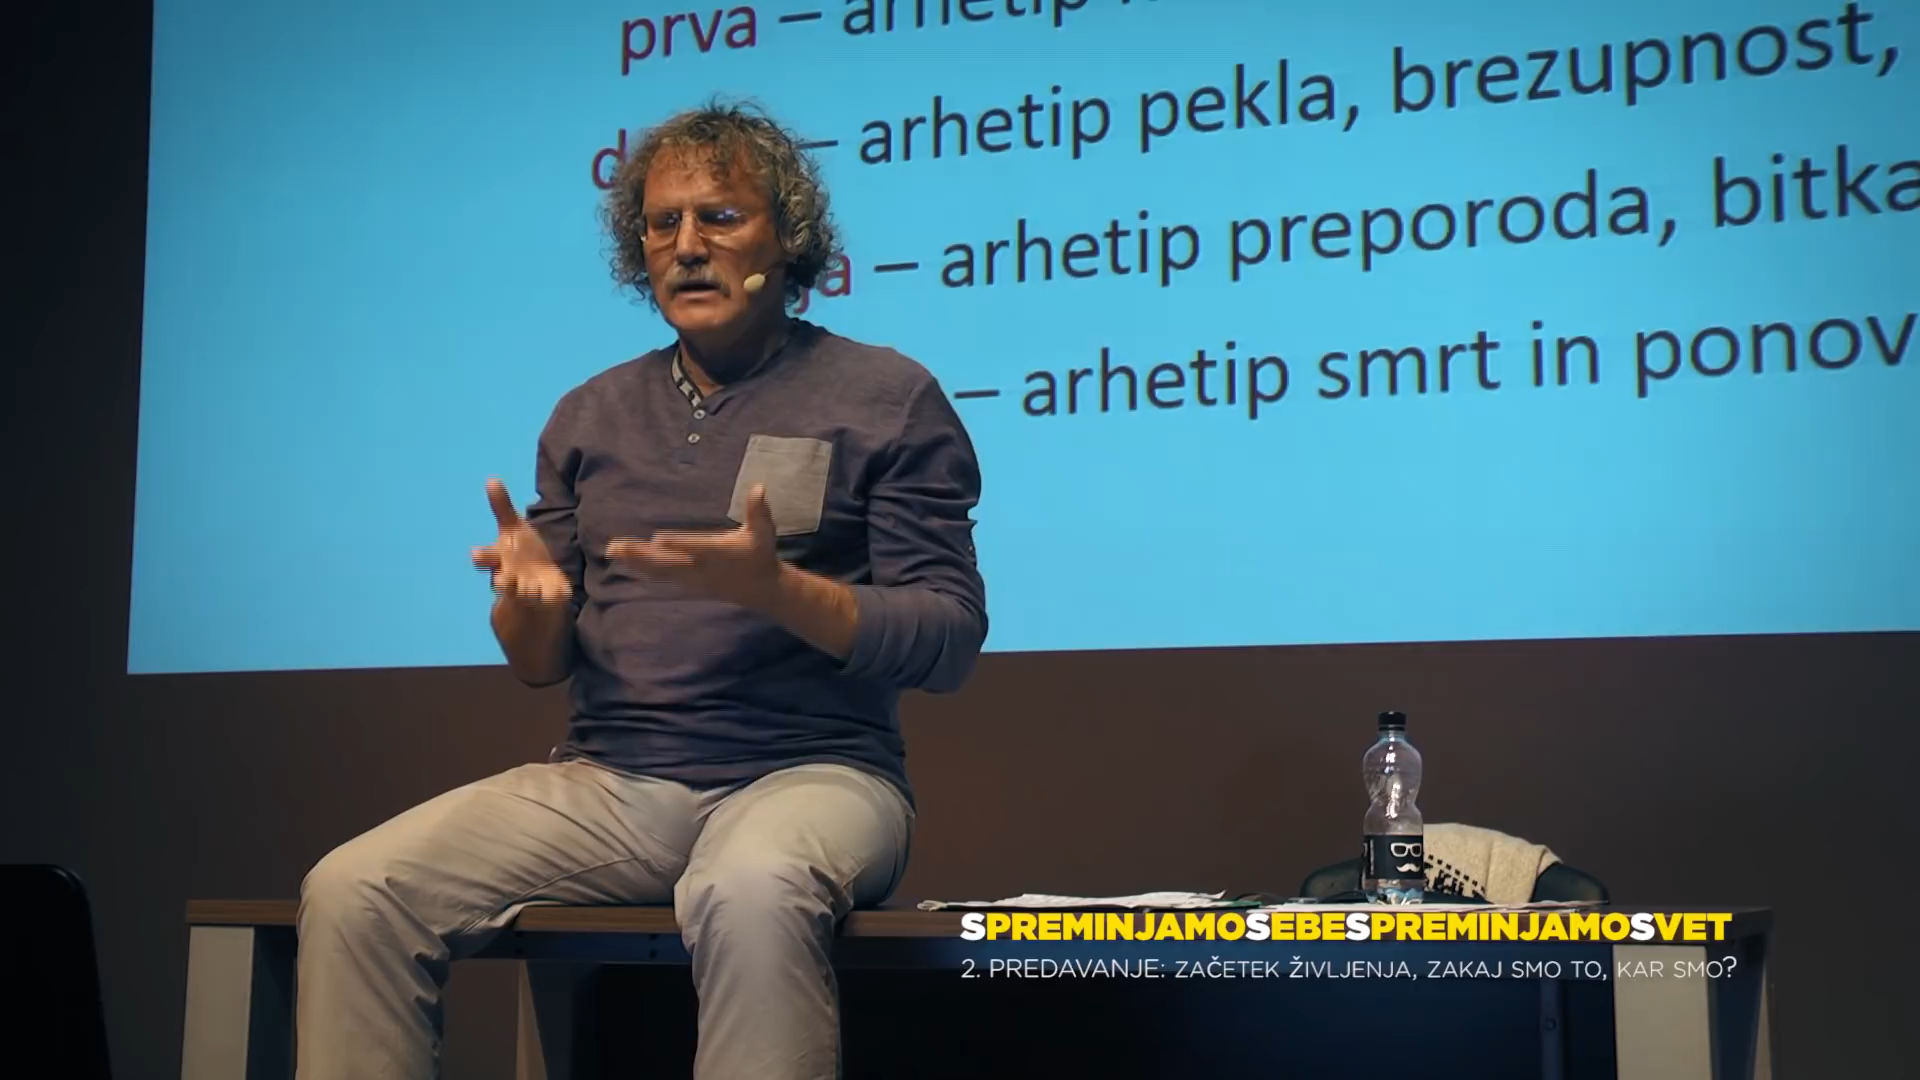 prva – arhetip
– arhetip pekla, brezupnost,
– arhetip preporoda, bitka
– arhetip smrt in ponov
SPREMINJAMOSEBESPREMINJAMOSVET
2. PREDAVANJE: ZAČETEK ŽIVLJENJA, ZAKAJ SMO TO, KAR SMO?